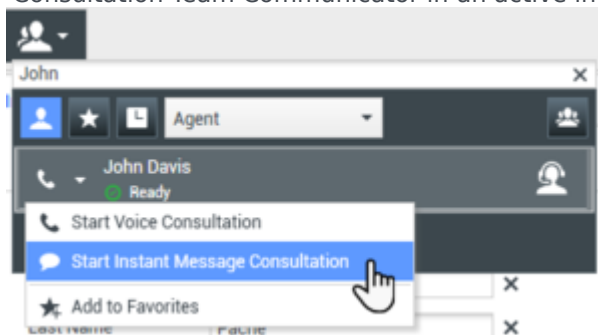 Consultation Team Communicator in an active in
John
Agent
John Davis
Ready
Start Voice Consultation
Start Instant Message Consultation
Add to Favorites
Last Name Pache